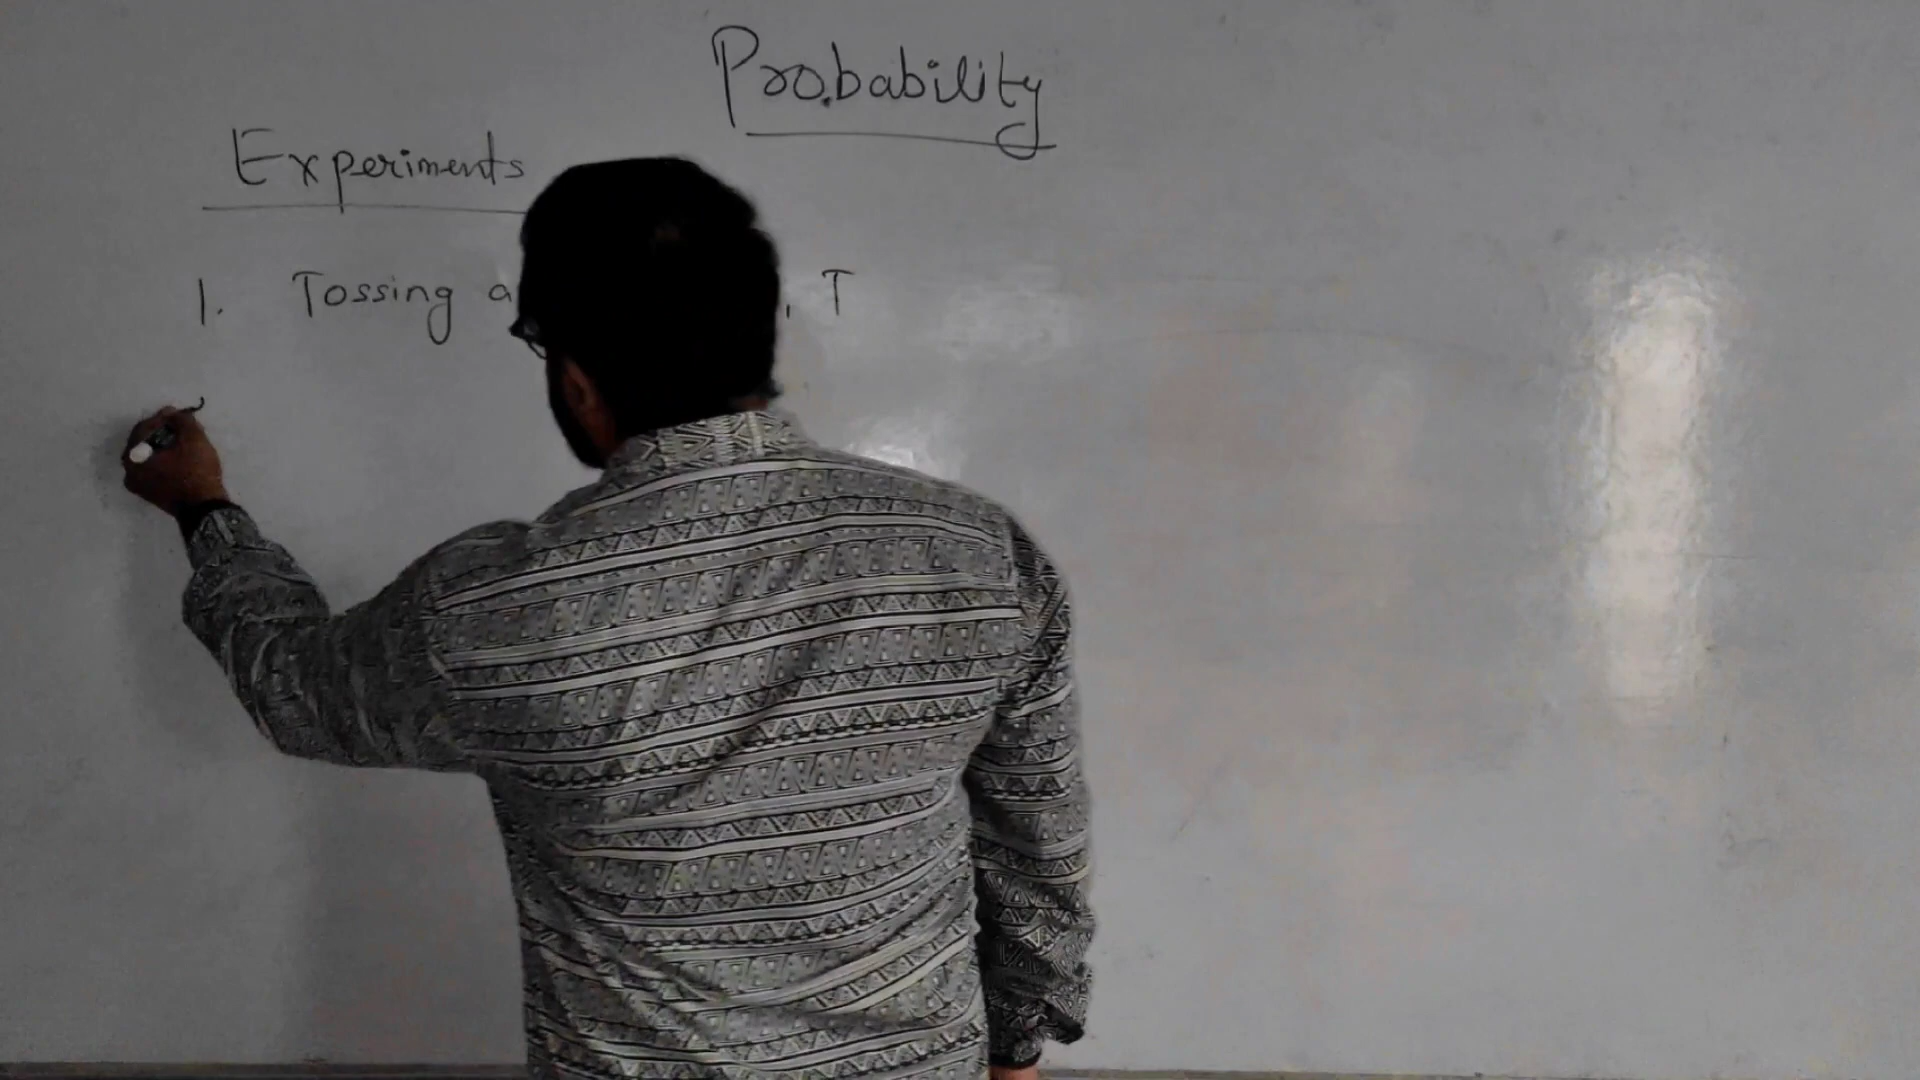 Probability
Experiments
1. Tossing a , T